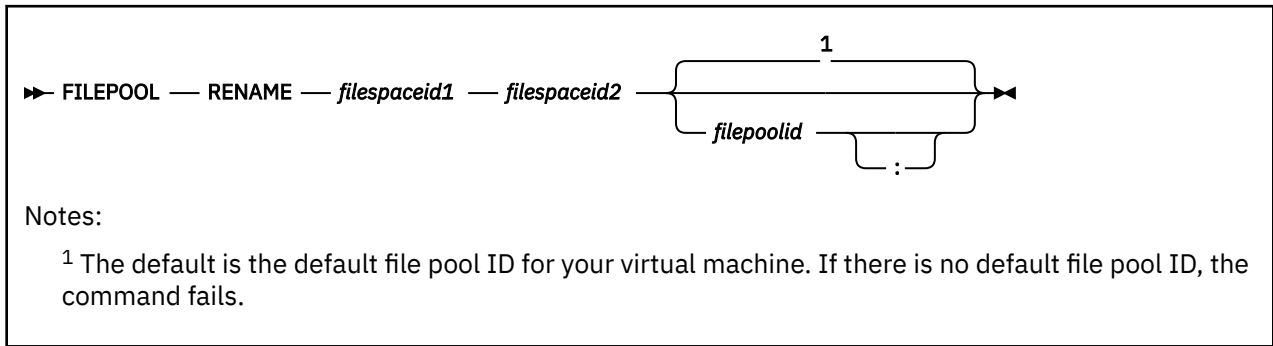 1
FILEPOOL RENAME filespaceid1 filespaceid2
filepoolid
:
Notes:
1 The default is the default file pool ID for your virtual machine. If there is no default file pool ID, the
command fails.